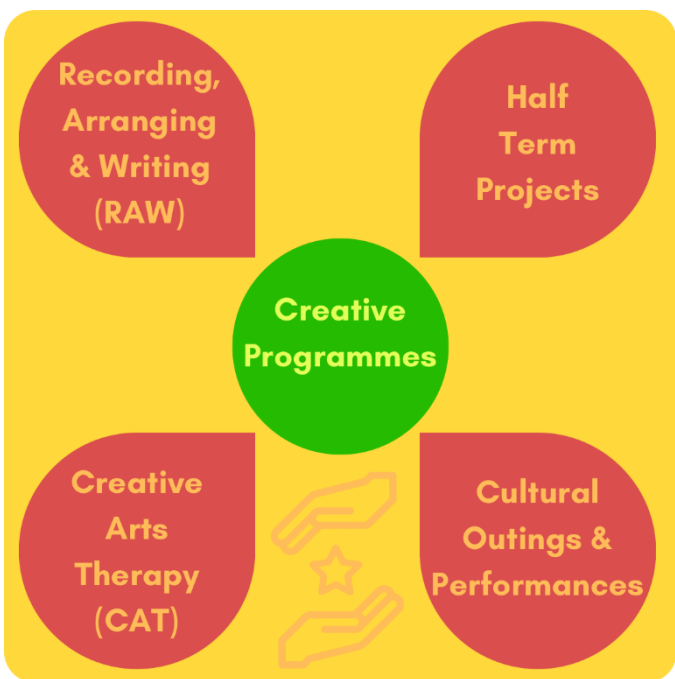 Recording,
Arranging
& Writing
(RAW)
Half
Term
Projects
Creative
Programmes
Creative
Arts
Therapy
(CAT)
Cultural
Outings &
Performances